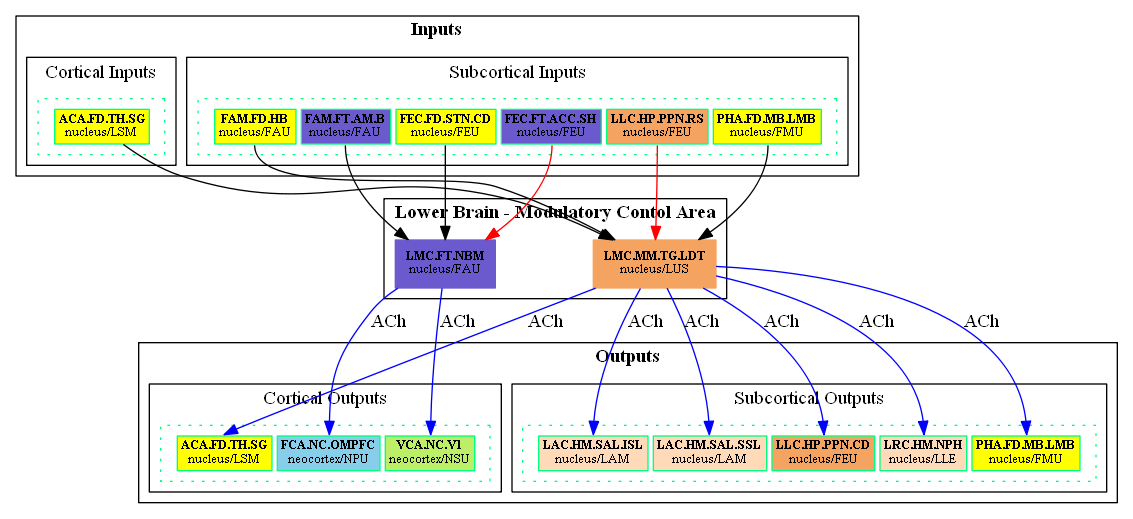 Inputs
Cortical Inputs
Subcortical Inputs
ACA.FD.TH.SG
nucleus/LSM
FAM.FD.HB
nucleus/FAU
FAM.FT.AM.B
nucleus/FAU
FEC.FD.STN.CD
nucleus/FEU
FEC.FT.ACC.SH
nucleus/FEU
LLC.HP.PPN.RS
nucleus/FEU
PHA.FD.MB.LMB
nucleus/FMU
Lower Brain - Modulatory Contol Area
LMC.FT.NBM
nucleus/FAU
LMC.MM.TG.LDT
nucleus/LUS
ACh
ACh
ACh
ACh
ACh
ACh
ACh
ACh
Outputs
Cortical Outputs
Subcortical Outputs
ACA.FD.TH.SG
nucleus/LSM
FCA.NC.OMPFC
neocortex/NPU
VCA.NC.V1
neocortex/NSU
LAC.HM.SAL.ISL
nucleus/LAM
LAC.HM.SAL.SSL
nucleus/LAM
LLC.HP.PPN.CD
nucleus/FEU
LRC.HM.NPH
nucleus/LLE
PHA.FD.MB.LMB
nucleus/FMU